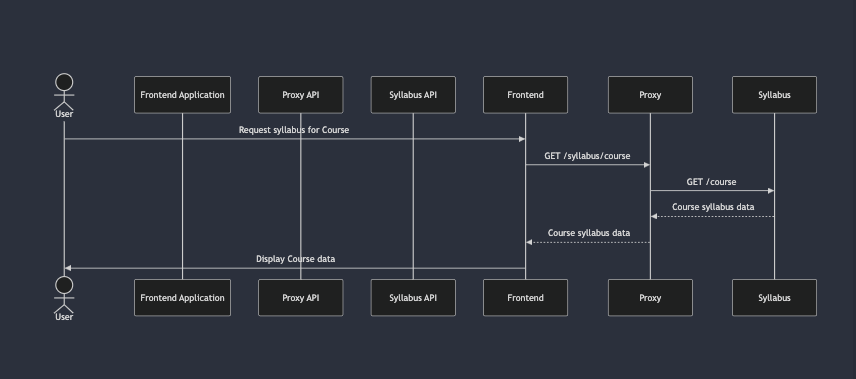 Frontend Application
Proxy API
Syllabus API
Frontend
Proxy
Syllabus
User
Request syllabus for Course
GET /syllabus/course
GET /course
Course syllabus data
Course syllabus data
Display Course data
Frontend Application
Proxy API
Syllabus API
Frontend
Proxy
Syllabus
User